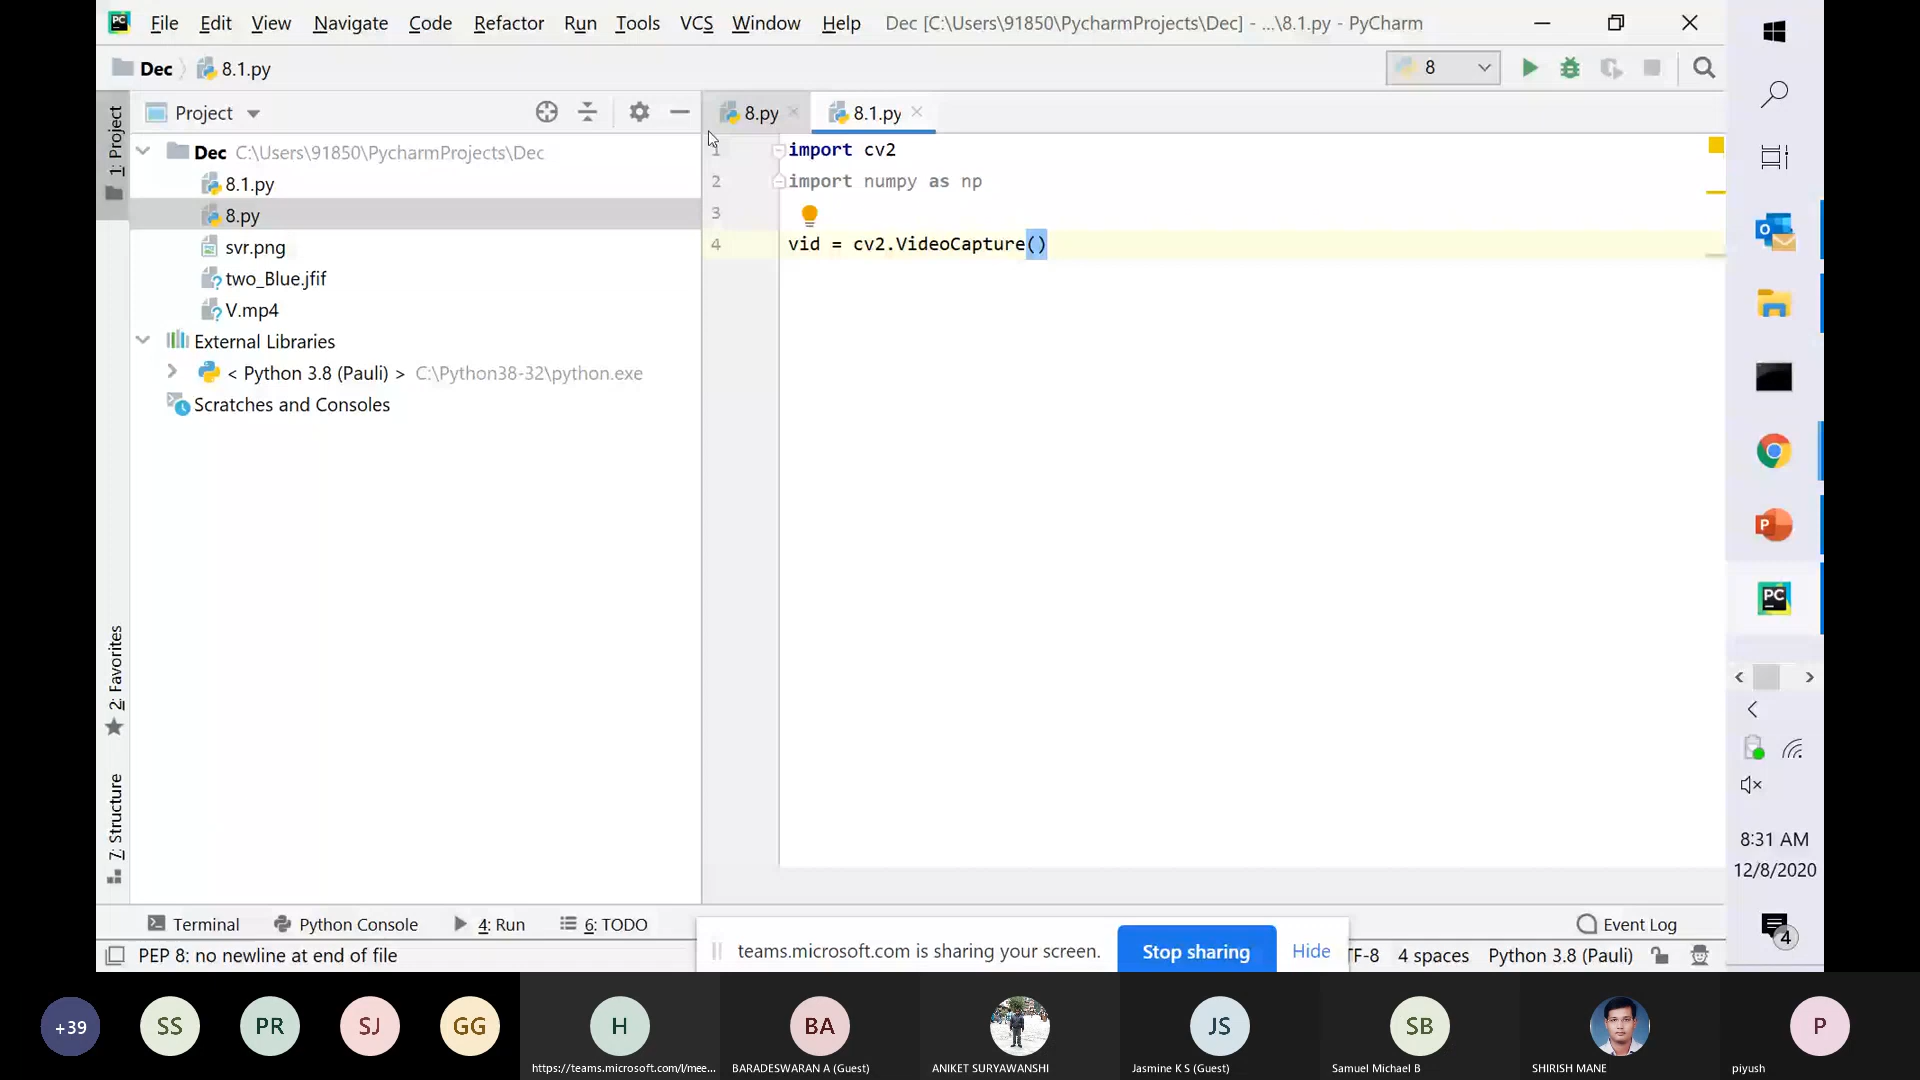 File Edit View Navigate Code Refactor Run Tools VCS Window Help Dec [C:\Users\91850\PycharmProjects\Dec] - ...\8.1.py - PyCharm
Dec 8.1.py 8
Project 8.py 8.1.py
1: Project
Dec C:\Users\91850\PycharmProjects\Dec
8.1.py
8.py
svr.png
two_Blue.jfif
V.mp4
External Libraries
< Python 3.8 (Pauli) > C:\Python38-32\python.exe
Scratches and Consoles
2: Favorites
7: Structure
1 import cv2
2 import numpy as np
3
4 vid = cv2.VideoCapture()
Terminal Python Console 4: Run 6: TODO Event Log
PEP 8: no newline at end of file
teams.microsoft.com is sharing your screen. Stop sharing Hide
TF-8 4 spaces Python 3.8 (Pauli)
8:31 AM
12/8/2020
4
+39 SS PR SJ GG H BA JS SB P
https://teams.microsoft.com/l/mee... BARADESWARAN A (Guest) ANIKET SURYAWANSHI Jasmine K S (Guest) Samuel Michael B SHIRISH MANE piyush